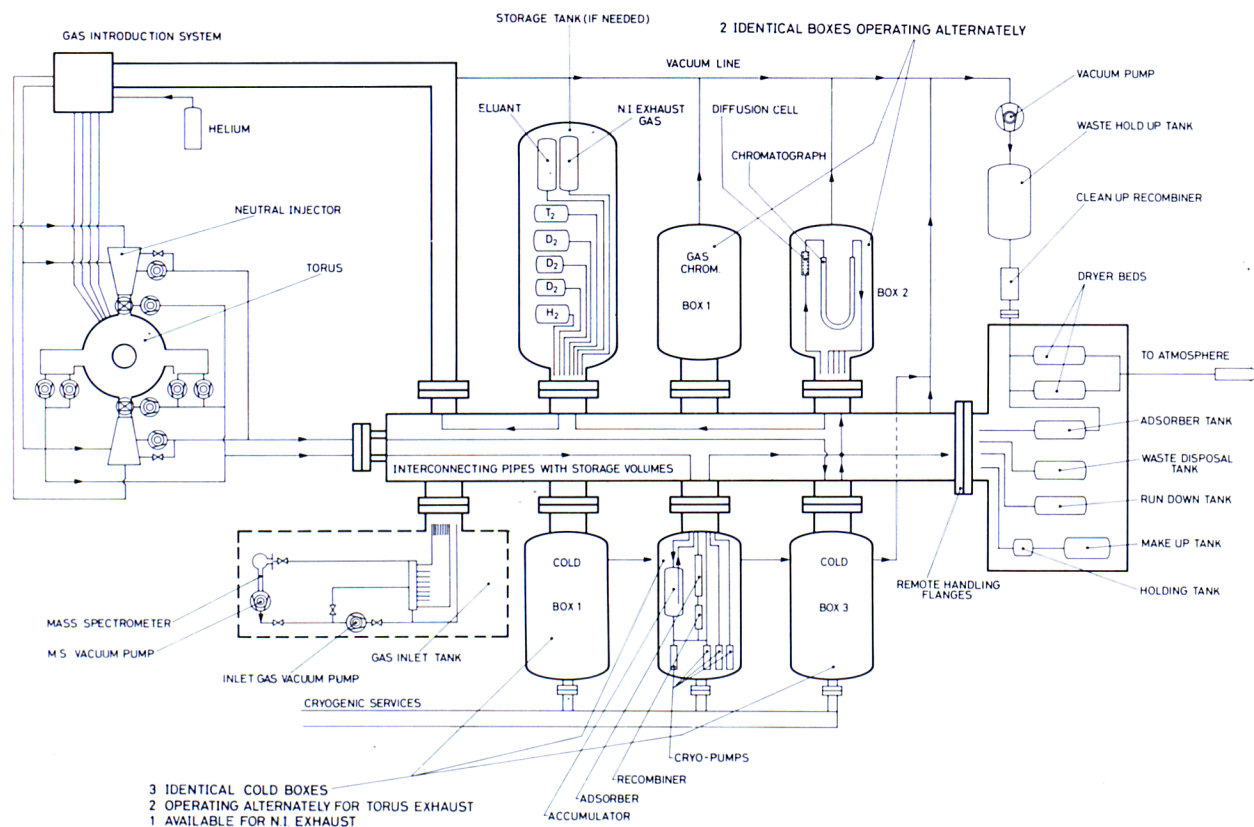 STORAGE TANK (IF NEEDED)
2 IDENTICAL BOXES OPERATING ALTERNATELY
GAS INTRODUCTION SYSTEM
VACUUM LINE
VACUUM PUMP
ELUANT
N.I EXHAUST
GAS
DIFFUSION CELL
HELIUM
WASTE HOLD UP TANK
CHROMATOGRAPH
CLEAN UP RECOMBINER
NEUTRAL INJECTOR
T2
D2
D2
D2
H2
GAS
CHROM.
BOX 1
BOX 2
TORUS
DRYER BEDS
TO ATMOSPHERE
ADSORBER TANK
WASTE DISPOSAL
TANK
INTERCONNECTING PIPES WITH STORAGE VOLUMES
RUN DOWN TANK
MAKE UP TANK
HOLDING TANK
REMOTE HANDLING
FLANGES
COLD
BOX 1
COLD
BOX 3
MASS SPECTROMETER
M.S. VACUUM PUMP
GAS INLET TANK
INLET GAS VACUUM PUMP
CRYOGENIC SERVICES
CRYO-PUMPS
RECOMBINER
ADSORBER
ACCUMULATOR
3 IDENTICAL COLD BOXES
2 OPERATING ALTERNATELY FOR TORUS EXHAUST
1 AVAILABLE FOR N.I. EXHAUST